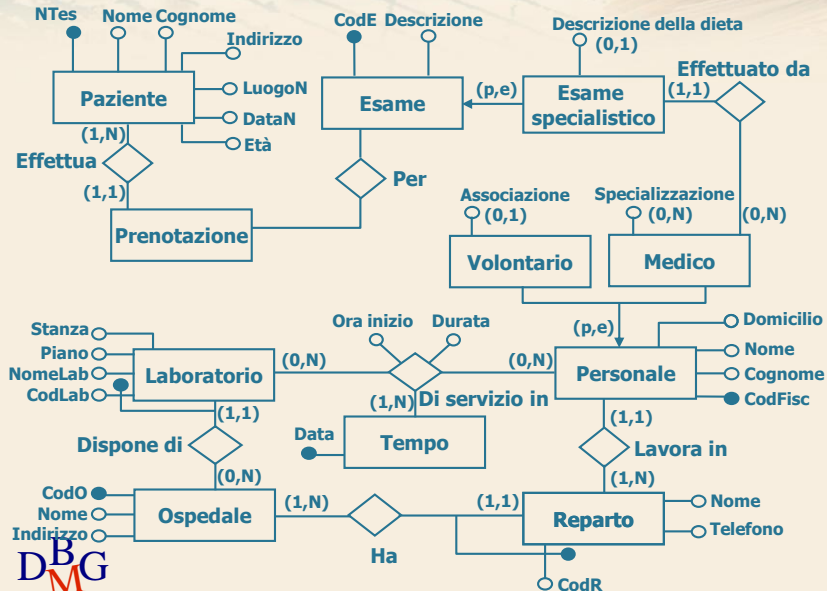 NTes
Nome Cognome
Indirizzo
Paziente
LuogoN
DataN
Età
(1,N)
Effettua
(1,1)
Prenotazione
CodE Descrizione
Esame
Per
(p,e)
Descrizione della dieta
(0,1)
Esame
specialistico
(1,1)
Effettuato da
(0,N)
Associazione
(0,1)
Volontario
Specializzazione
(0,N)
Medico
(p,e)
Stanza
Piano
NomeLab
CodLab
Laboratorio
(0,N)
Ora inizio
Durata
(0,N)
Di servizio in
(1,N)
Data
Tempo
Personale
Domicilio
Nome
Cognome
CodFisc
(1,1)
Dispone di
(0,N)
(1,1)
Lavora in
(1,N)
CodO
Nome
Indirizzo
Ospedale
(1,N)
Ha
(1,1)
Reparto
Nome
Telefono
CodR
DBMG